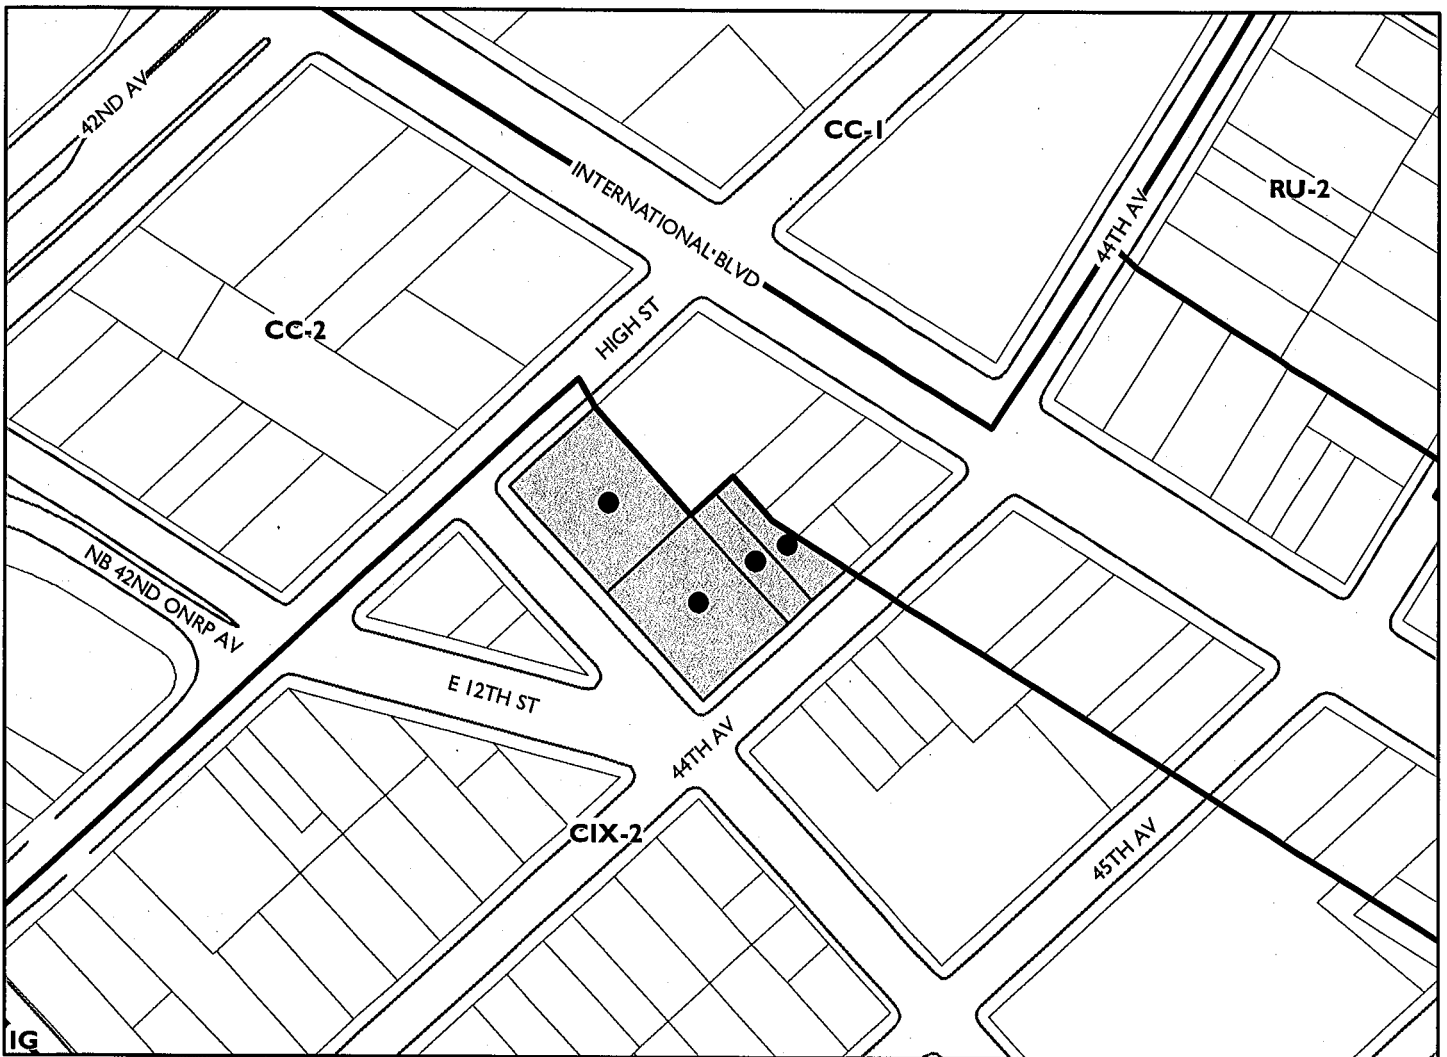 42ND AV
CC-1
INTERNATIONAL BLVD
RU-2
44TH AV
CC-2
HIGH ST
NB 42ND ONRP AV
E 12TH ST
44TH AV
CIX-2
45TH AV
IG